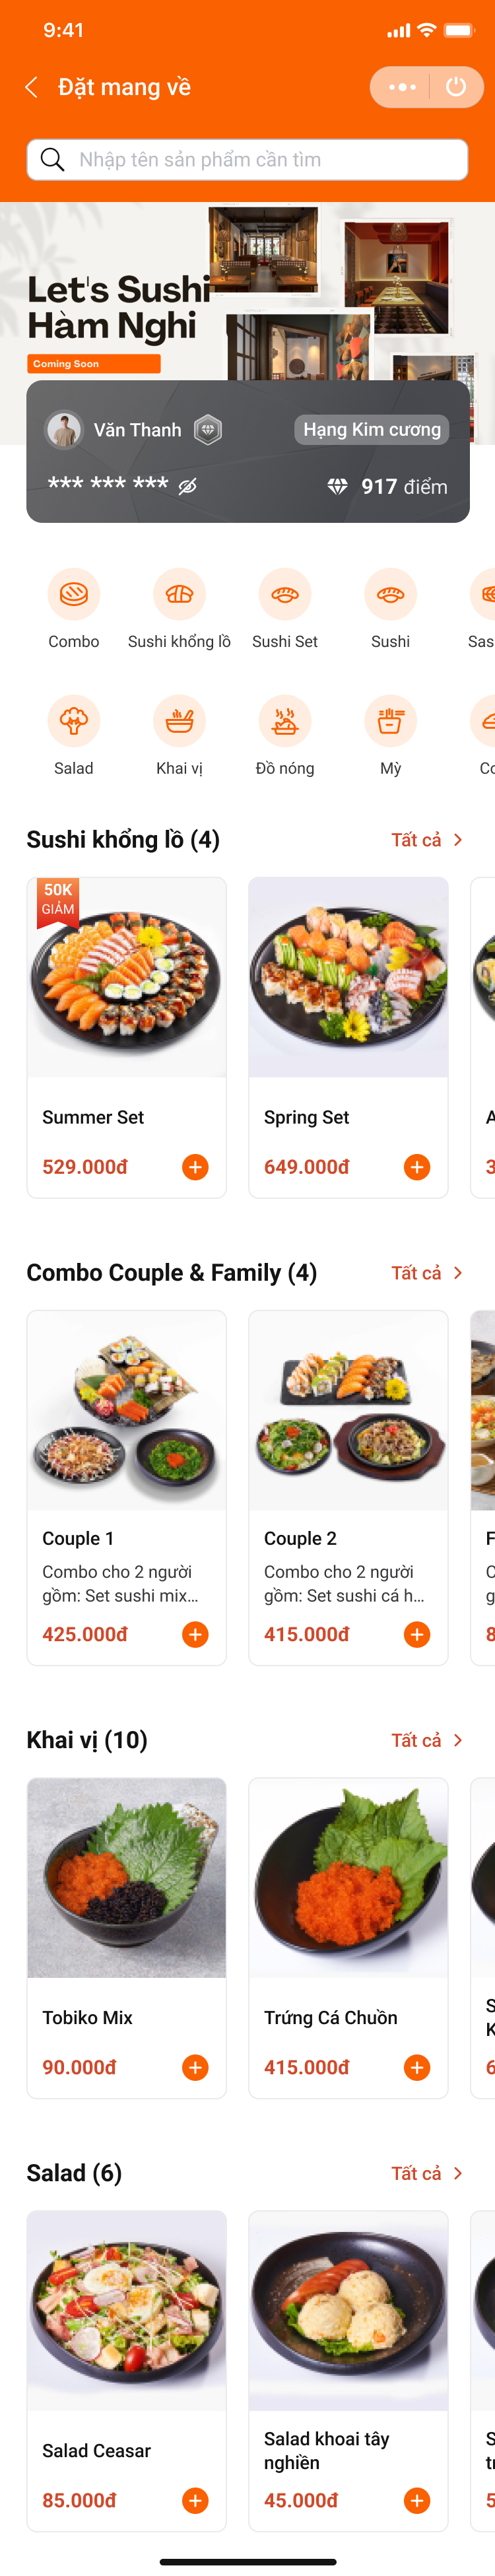 9:41
Đặt mang về
Nhập tên sản phẩm cần tìm
Let's Sushi
Hàm Nghi
Coming Soon
Văn Thanh
Hạng Kim cương
*** *** ***
917 điểm
Combo
Sushi khổng lồ
Sushi Set
Sushi
Sas
Salad
Khai vị
Đồ nóng
Mỳ
Cơ
Sushi khổng lồ (4)
Tất cả
50K
GIẢM
Summer Set
529.000đ
Spring Set
649.000đ
A
3
Combo Couple & Family (4)
Tất cả
Couple 1
Combo cho 2 người
gồm: Set sushi mix...
425.000đ
Couple 2
Combo cho 2 người
gồm: Set sushi cá h...
415.000đ
F
C
g
8
Khai vị (10)
Tất cả
Tobiko Mix
90.000đ
Trứng Cá Chuồn
415.000đ
S
K
6
Salad (6)
Tất cả
Salad Ceasar
85.000đ
Salad khoai tây
nghiền
45.000đ
S
tr
5